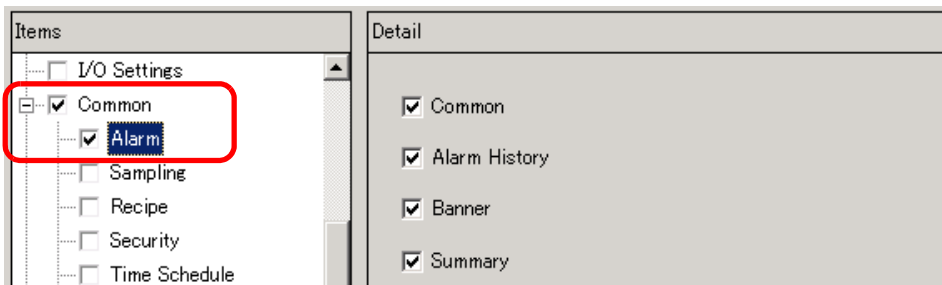 Items
I/O Settings
Common
Alarm
Sampling
Recipe
Security
Time Schedule
Detail
Common
Alarm History
Banner
Summary